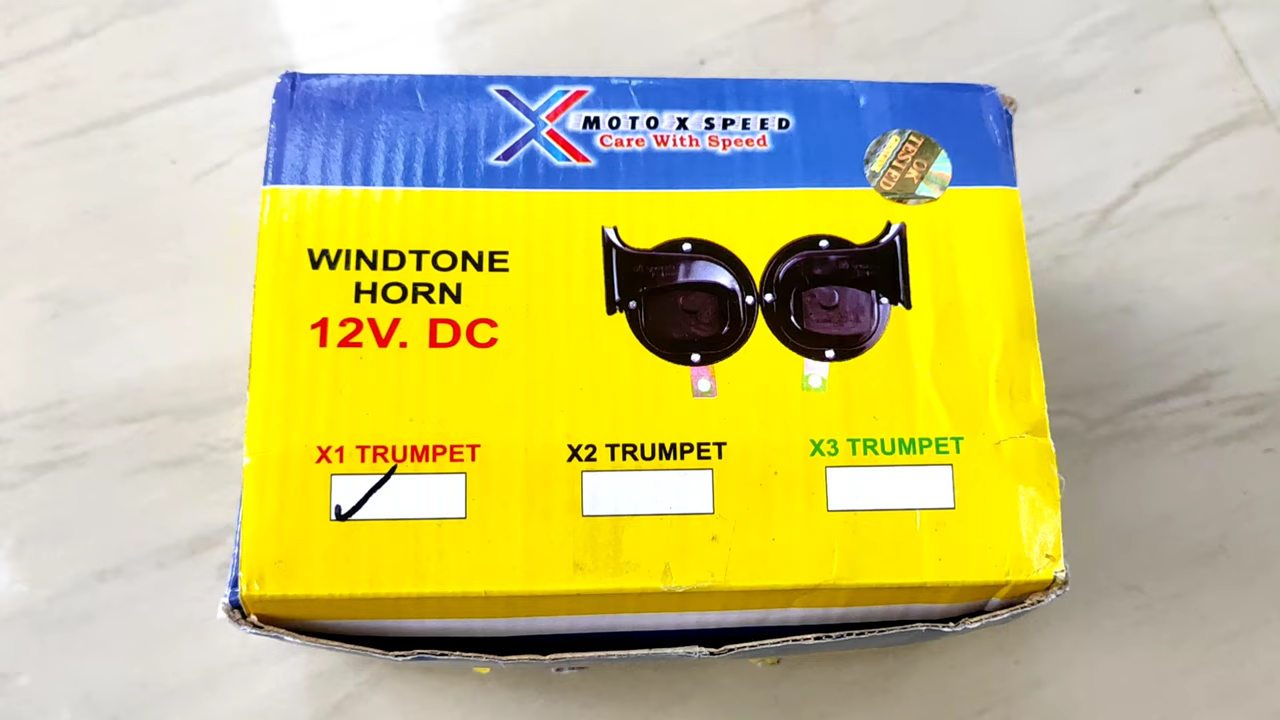 MOTO X SPEED
Care With Speed
OK
TESTED
WINDTONE
HORN
12V. DC
X1 TRUMPET
X2 TRUMPET
X3 TRUMPET